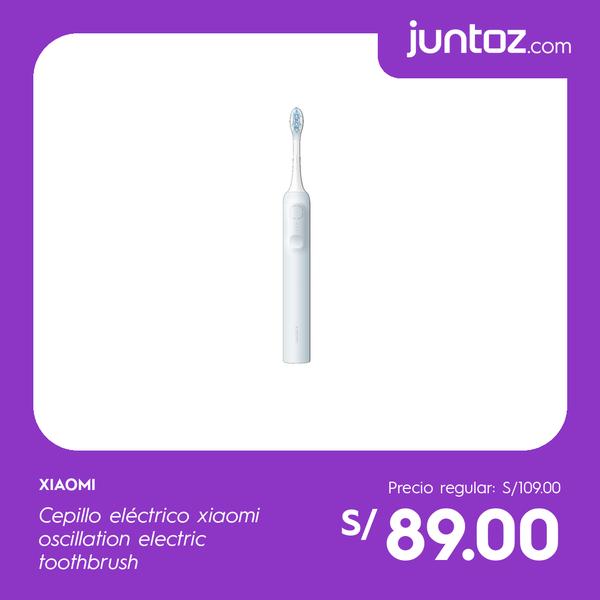 juntoz.com
XIAOMI
Cepillo eléctrico xiaomi
oscillation electric
toothbrush
Precio regular: S/109.00
S/89.00